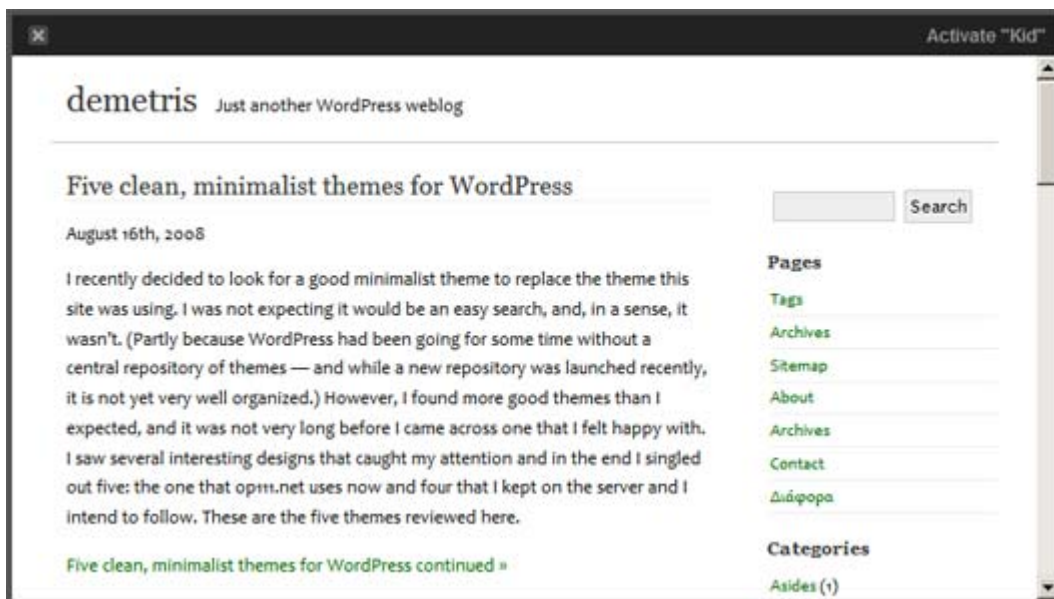 Activate "Kid"
demetris Just another WordPress weblog
Five clean, minimalist themes for WordPress
August 16th, 2008
I recently decided to look for a good minimalist theme to replace the theme this
site was using. I was not expecting it would be an easy search, and, in a sense, it
wasn't. (Partly because WordPress had been going for some time without a
central repository of themes — and while a new repository was launched recently,
it is not yet very well organized.) However, I found more good themes than I
expected, and it was not very long before I came across one that I felt happy with.
I saw several interesting designs that caught my attention and in the end I singled
out five: the one that op111.net uses now and four that I kept on the server and I
intend to follow. These are the five themes reviewed here.
Five clean, minimalist themes for WordPress continued »
Search
Pages
Tags
Archives
Sitemap
About
Archives
Contact
Διάφορα
Categories
Asides (1)